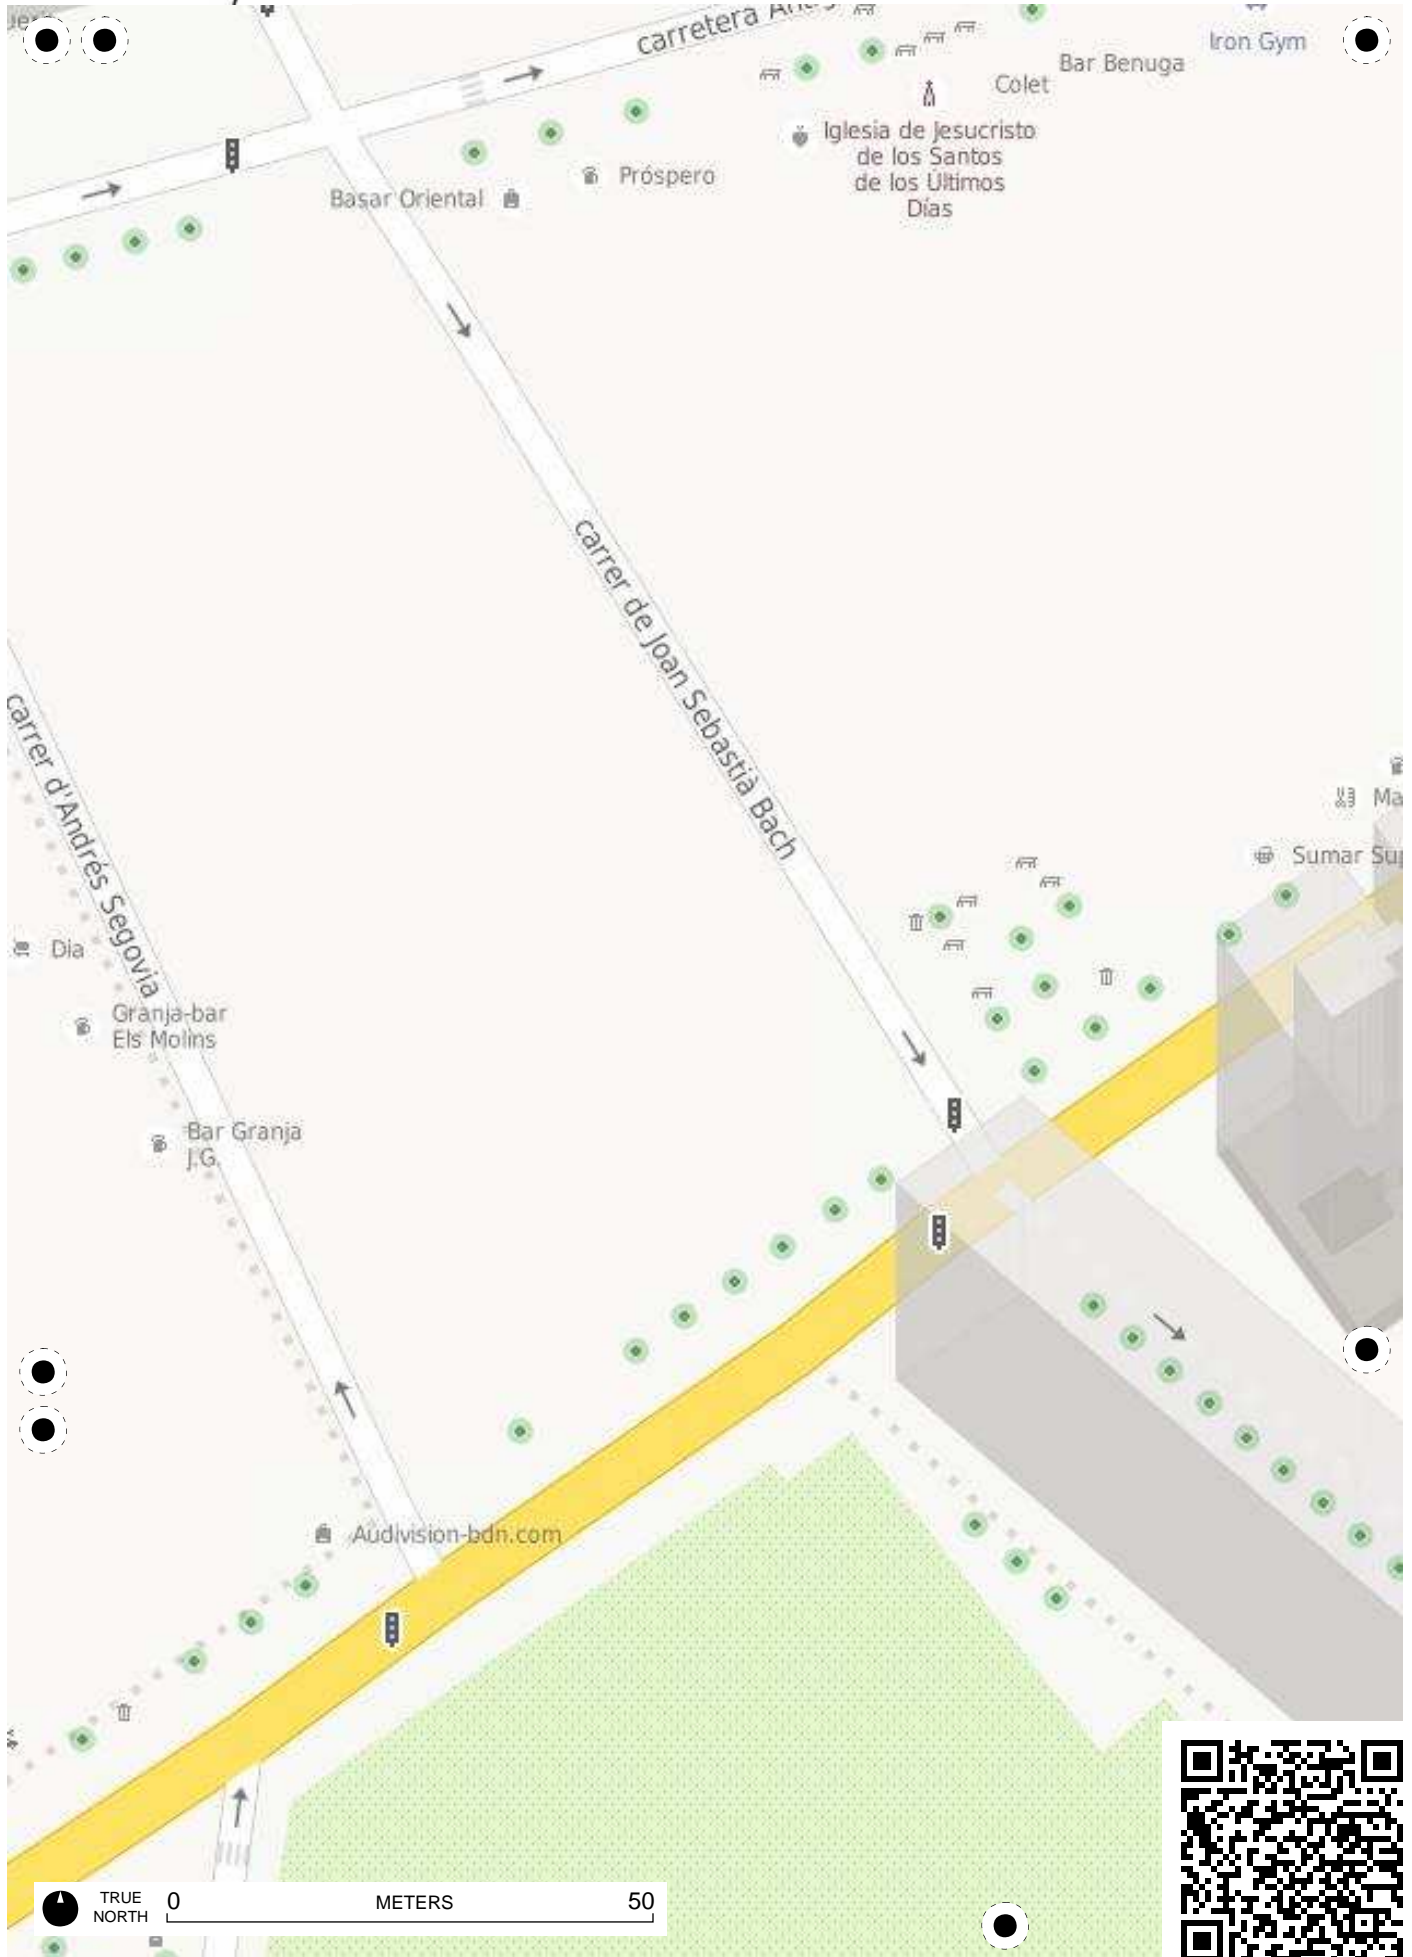 carretera
Iron Gym
Bar Benuga
Colet
Iglesia de Jesucristo
de los Santos
de los Últimos
Días
Próspero
Basar Oriental
carrer de Joan Sebastià Bach
carrer d'Andrés Segovia
Ma
Sumar Sup
Dia
Granja-bar
Els Molins
Bar Granja
J.G.
Audivision-bdn.com
TRUE
NORTH
0 METERS 50